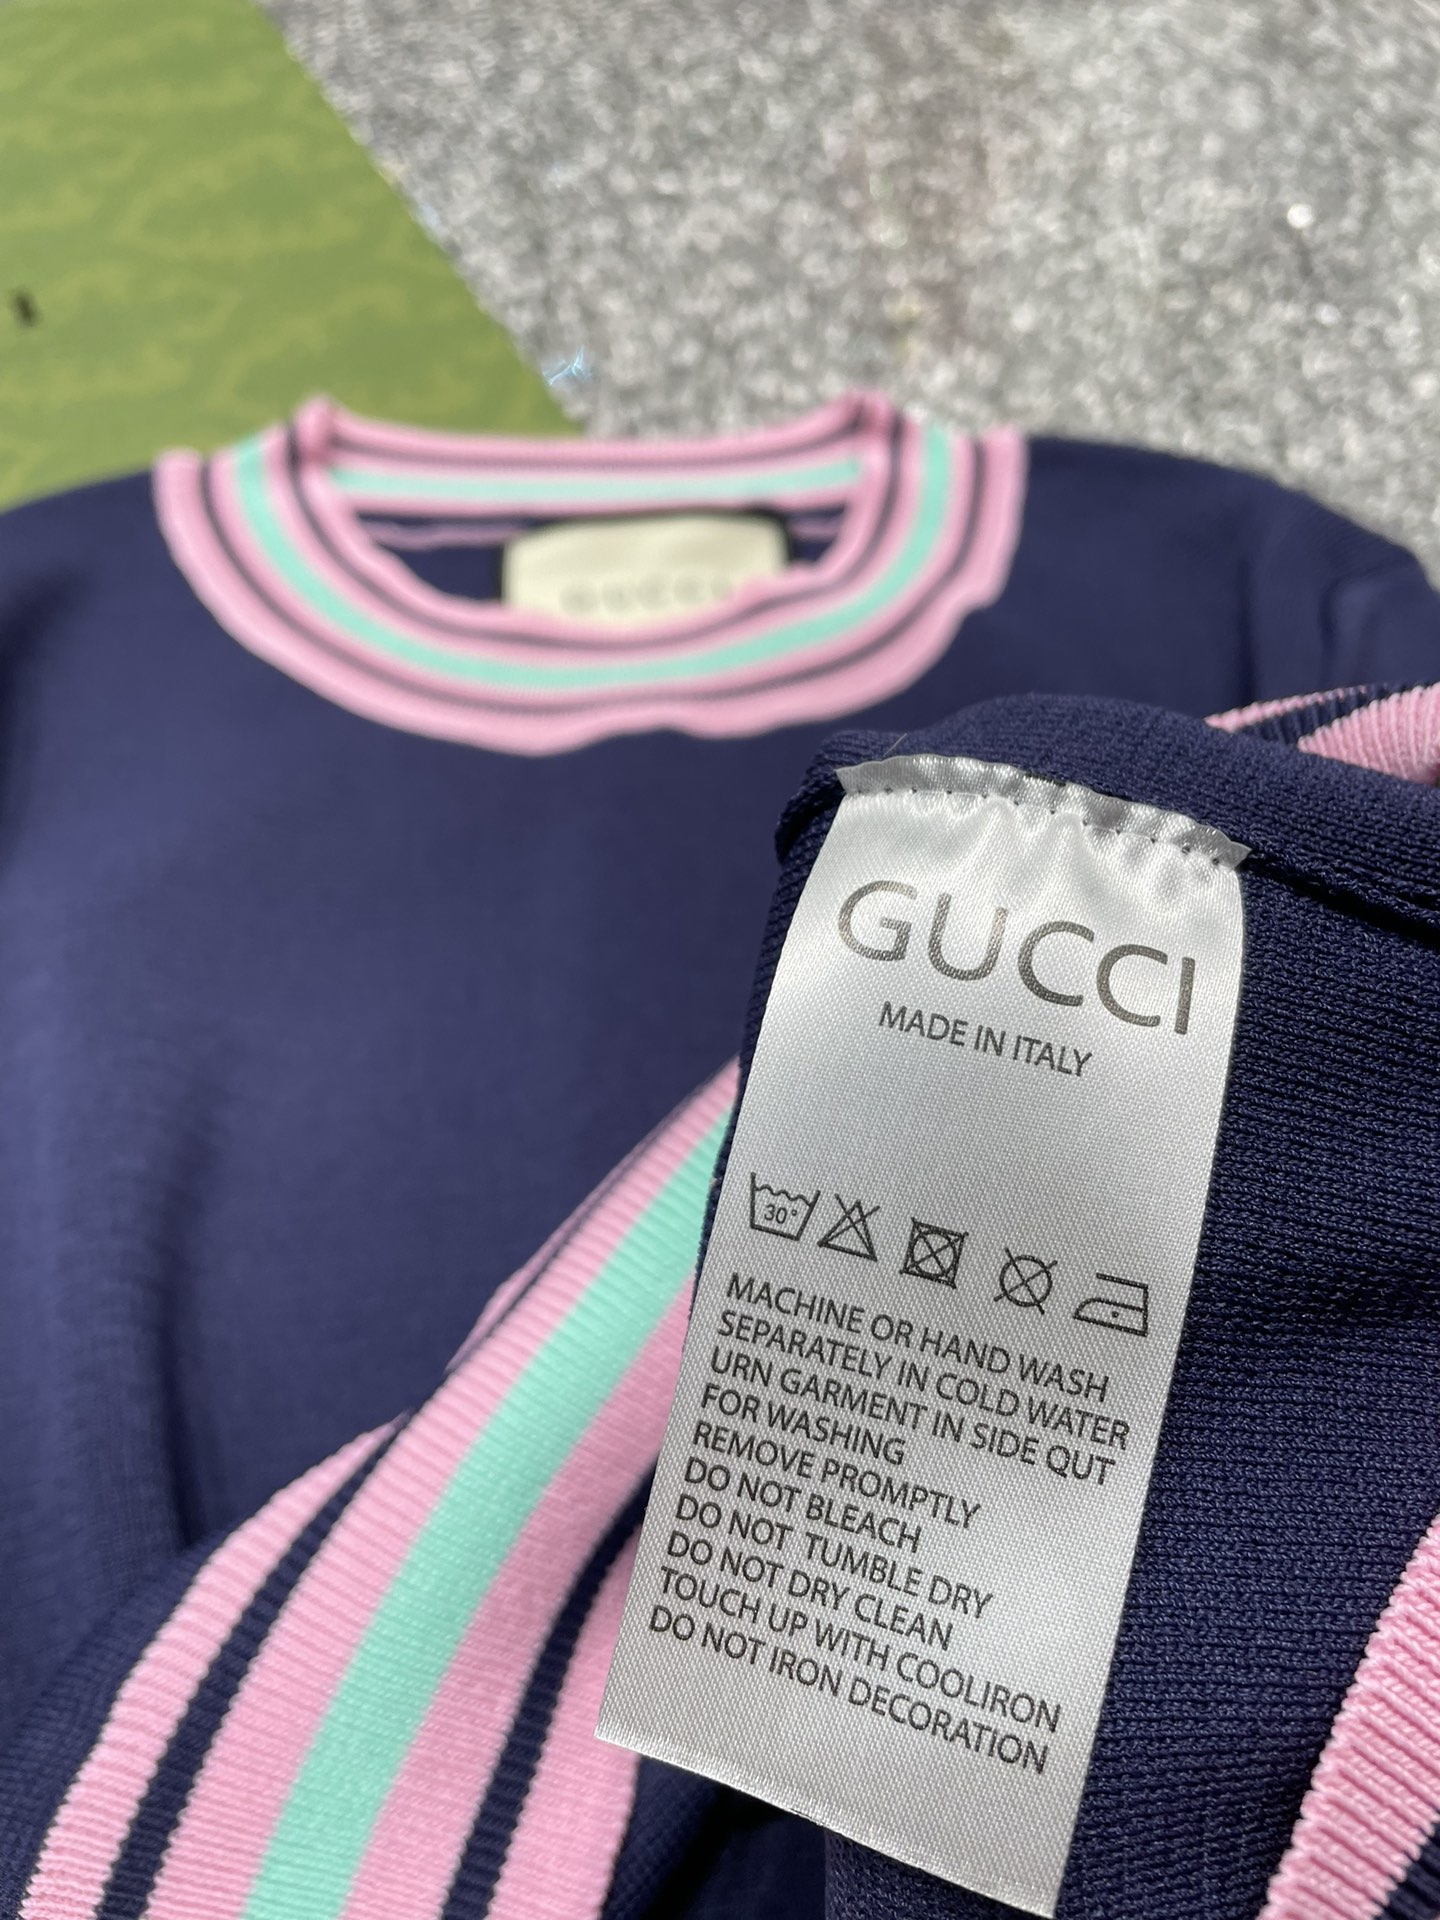 GUCCI
GUCCI
MADE IN ITALY
30°
MACHINE OR HAND WASH
SEPARATELY IN COLD WATER
URN GARMENT IN SIDE QUT
FOR WASHING
REMOVE PROMPTLY
DO NOT BLEACH
DO NOT TUMBLE DRY
DO NOT DRY CLEAN
TOUCH UP WITH COOLIRON
DO NOT IRON DECORATION